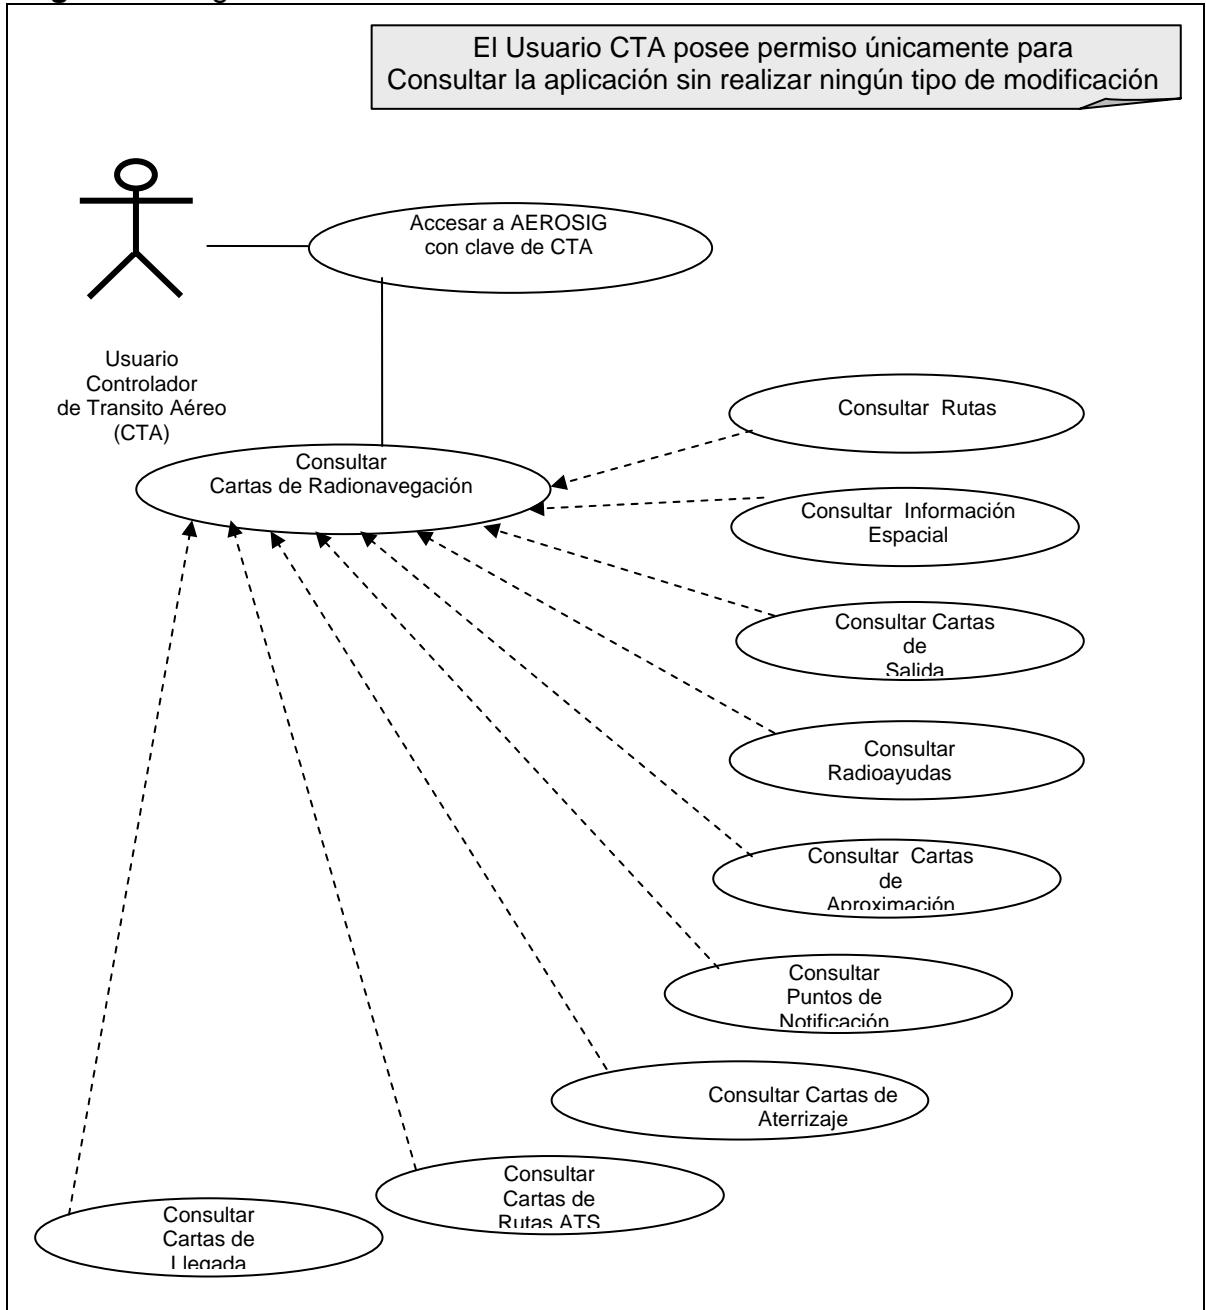 El Usuario CTA posee permiso únicamente para
Consultar la aplicación sin realizar ningún tipo de modificación
Accesar a AEROSIG
con clave de CTA
Usuario
Controlador
de Transito Aéreo
(CTA)
Consultar
Cartas de Radionavegación
Consultar Rutas
Consultar Información
Espacial
Consultar Cartas
de
Salida
Consultar
Radioayudas
Consultar Cartas
de
Aproximación
Consultar
Puntos de
Notificación
Consultar Cartas de
Aterrizaje
Consultar
Cartas de
Rutas ATS
Consultar
Cartas de
Llegada